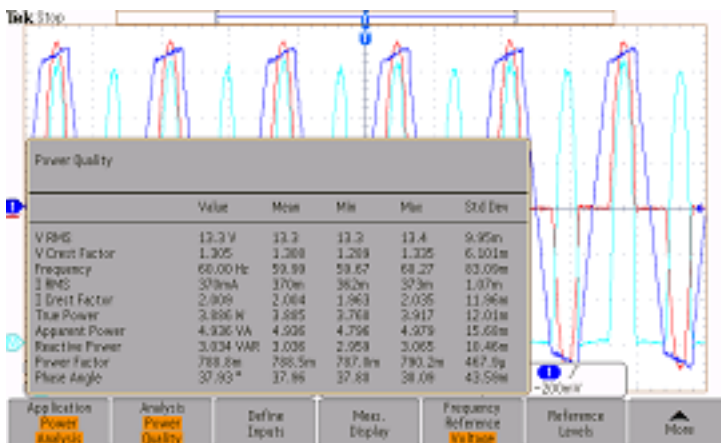 Tek Stop
Power Quality
Value Mean Min Max Std Dev
V RMS 13.3 V 13.3 13.3 13.4 9.95m
V Crest Factor 1.305 1.308 1.289 1.335 6.101m
Frequency 60.00 Hz 59.99 59.67 60.27 83.09m
I RMS 370mA 370m 362m 373m 1.07m
I Crest Factor 2.009 2.004 1.963 2.035 11.96m
True Power 3.886 W 3.885 3.768 3.917 12.01m
Apparent Power 4.936 VA 4.936 4.796 4.979 15.68m
Reactive Power 3.034 VAR 3.036 2.959 3.065 10.46m
Power Factor 788.8m 788.5m 787.0m 790.2m 467.9µ
Phase Angle 37.93 ° 37.96 37.80 38.09 43.59m
1
1
-200mV
Application Power Analysis
Analysis Power Quality
Define Inputs
Meas. Display
Frequency Reference Voltage
Reference Levels
More